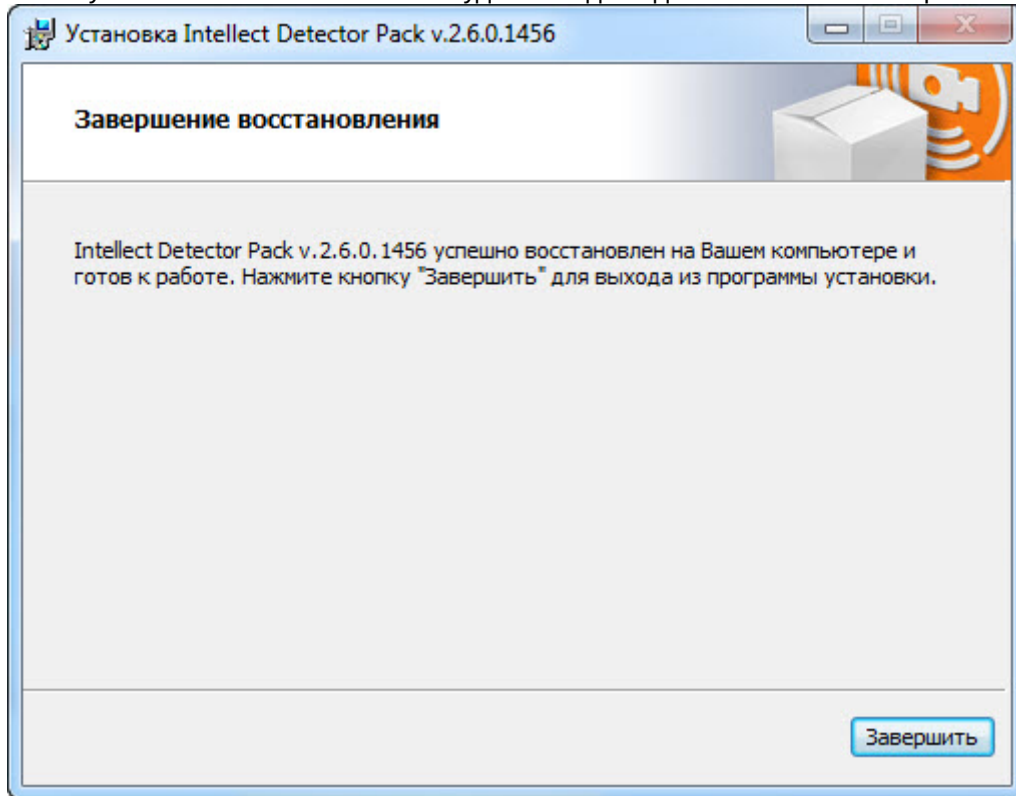 Установка Intellect Detector Pack v.2.6.0.1456
Завершение восстановления
Intellect Detector Pack v.2.6.0.1456 успешно восстановлен на Вашем компьютере и
готов к работе. Нажмите кнопку "Завершить" для выхода из программы установки.
Завершить